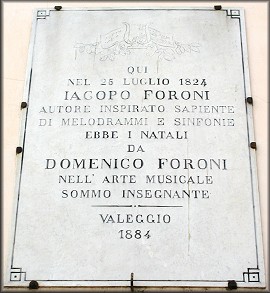 QUI
NEL 25 LUGLIO 1824
IAGOPO FORONI
AUTORE INSPIRATO SAPIENTE
DI MELODRAMMI E SINFONIE
EBBE I NATALI
DA
DOMENICO FORONI
NELL'ARTE MUSICALE
SOMMO INSEGNANTE
VALEGGIO
1884